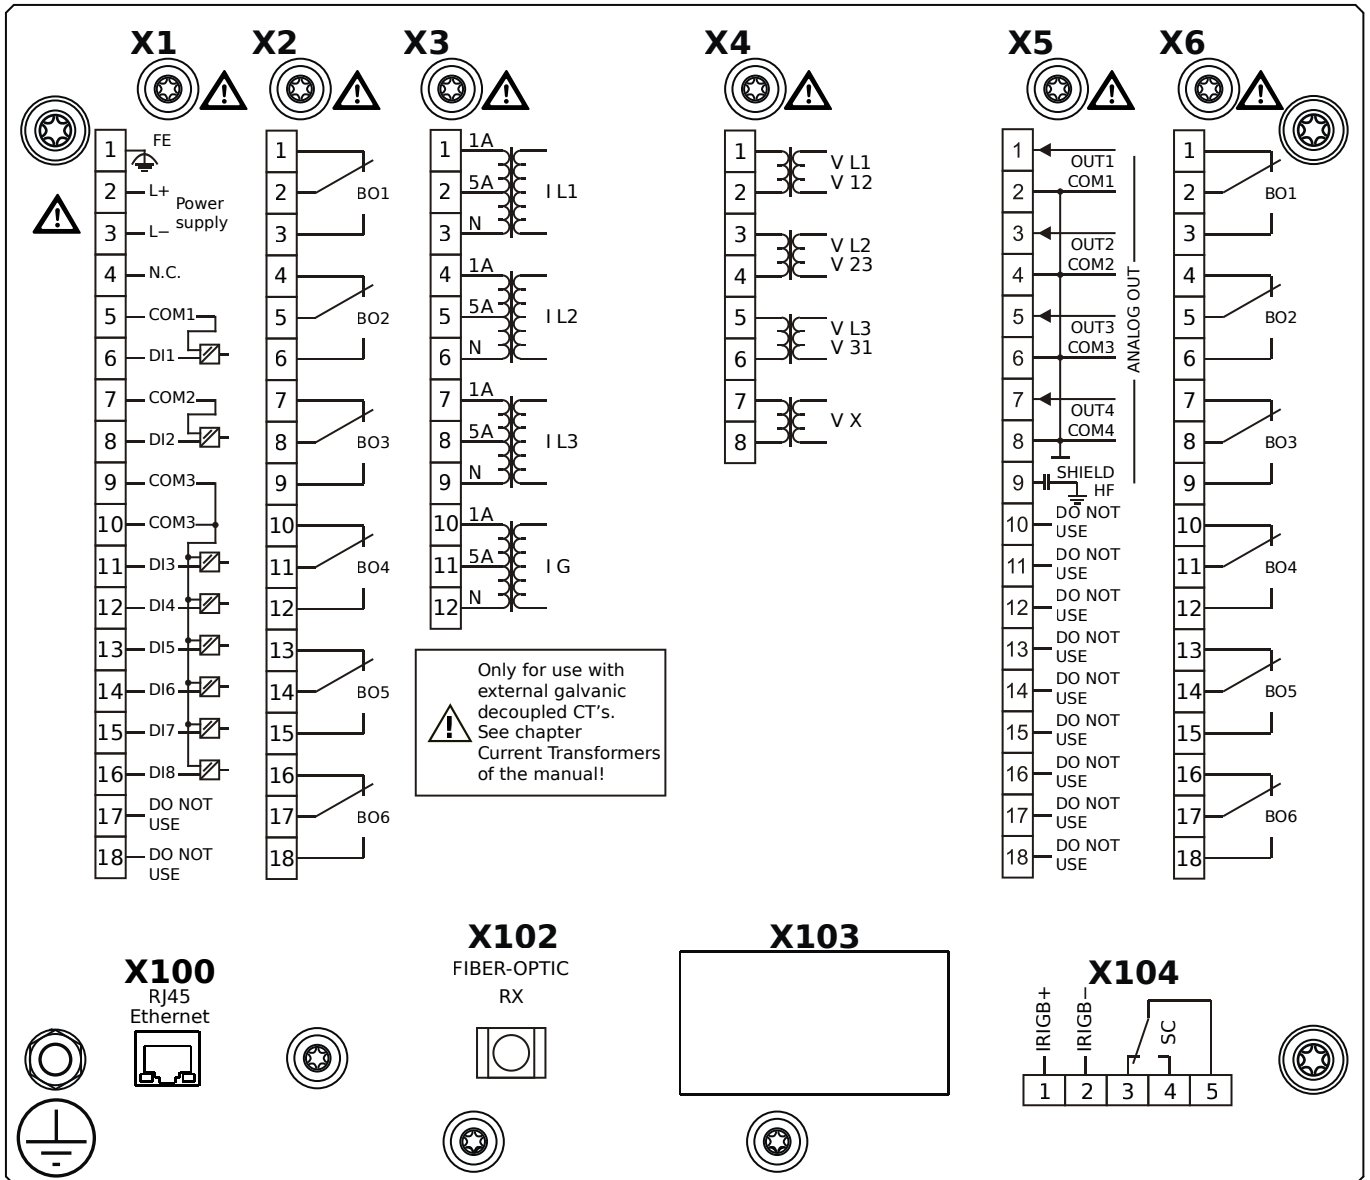 X1
X2
X3
X4
X5
X6
1 FE
2 L+
3 L−
Power
supply
4 N.C.
5 COM1
6 DI1
7 COM2
8 DI2
9 COM3
10 COM3
11 DI3
12 DI4
13 DI5
14 DI6
15 DI7
16 DI8
17 DO NOT
USE
18 DO NOT
USE
1
2 BO1
3
4
5 BO2
6
7
8 BO3
9
10
11 BO4
12
13
14 BO5
15
16
17 BO6
18
1 1A
2 5A I L1
3 N
4 1A
5 5A I L2
6 N
7 1A
8 5A I L3
9 N
10 1A
11 5A I G
12 N
Only for use with
external galvanic
decoupled CT's.
See chapter
Current Transformers
of the manual!
1 V L1
2 V 12
3 V L2
4 V 23
5 V L3
6 V 31
7 V X
8
1 OUT1
2 COM1
3 OUT2
4 COM2
5 OUT3
6 COM3
7 OUT4
8 COM4
ANALOG OUT
9 SHIELD
HF
10 DO NOT
USE
11 DO NOT
USE
12 DO NOT
USE
13 DO NOT
USE
14 DO NOT
USE
15 DO NOT
USE
16 DO NOT
USE
17 DO NOT
USE
18 DO NOT
USE
1
2 BO1
3
4
5 BO2
6
7
8 BO3
9
10
11 BO4
12
13
14 BO5
15
16
17 BO6
18
X100
RJ45
Ethernet
X102
FIBER-OPTIC
RX
X103
X104
IRIGB+
IRIGB−
SC
1 2 3 4 5